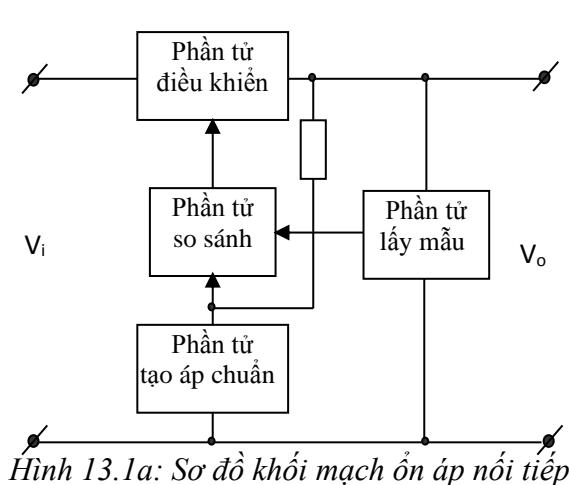 Phần tử
điều khiển
Phần tử
so sánh
Phần tử
lấy mẫu
Vi
Vo
Phần tử
tạo áp chuẩn
Hình 13.1a: Sơ đồ khối mạch ổn áp nối tiếp